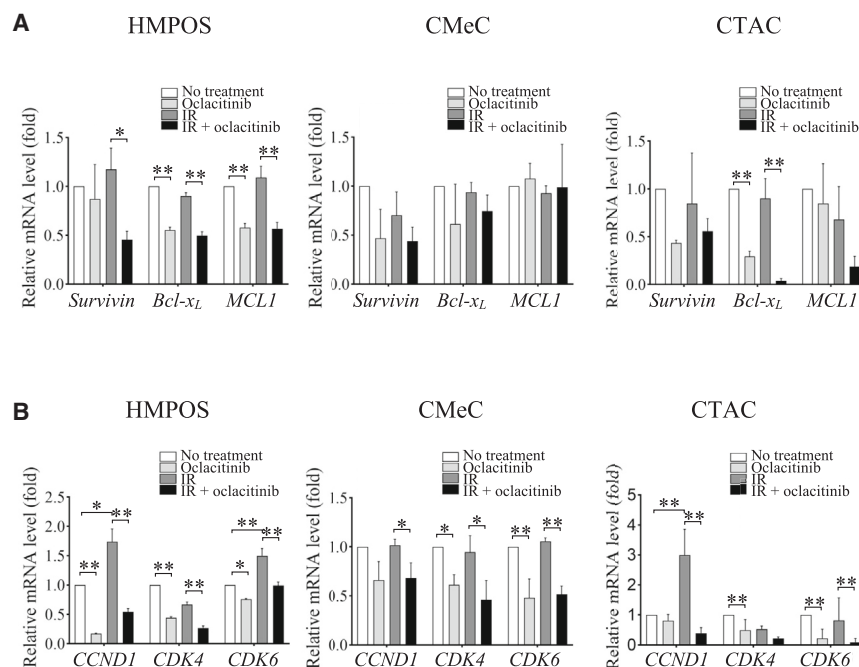 A
HMPOS
CMeC
CTAC
No treatment
Oclacitinib
IR
IR + oclacitinib
Relative mRNA level (fold)
1.5
1.0
0.5
0.0
*
** ** ** **
Survivin Bcl-xL MCL1
No treatment
Oclacitinib
IR
IR + oclacitinib
Relative mRNA level (fold)
1.5
1.0
0.5
0.0
Survivin Bcl-xL MCL1
No treatment
Oclacitinib
IR
IR + oclacitinib
Relative mRNA level (fold)
1.5
1.0
0.5
0.0
** **
Survivin Bcl-xL MCL1
B
HMPOS
CMeC
CTAC
No treatment
Oclacitinib
IR
IR + oclacitinib
Relative mRNA level (fold)
2.5
2.0
1.5
1.0
0.5
0.0
* **
** ** **
** **
* **
CCND1 CDK4 CDK6
No treatment
Oclacitinib
IR
IR + oclacitinib
Relative mRNA level (fold)
1.5
1.0
0.5
0.0
* * * ** **
CCND1 CDK4 CDK6
No treatment
Oclacitinib
IR
IR + oclacitinib
Relative mRNA level (fold)
5
4
3
2
1
0
** **
** ** **
CCND1 CDK4 CDK6